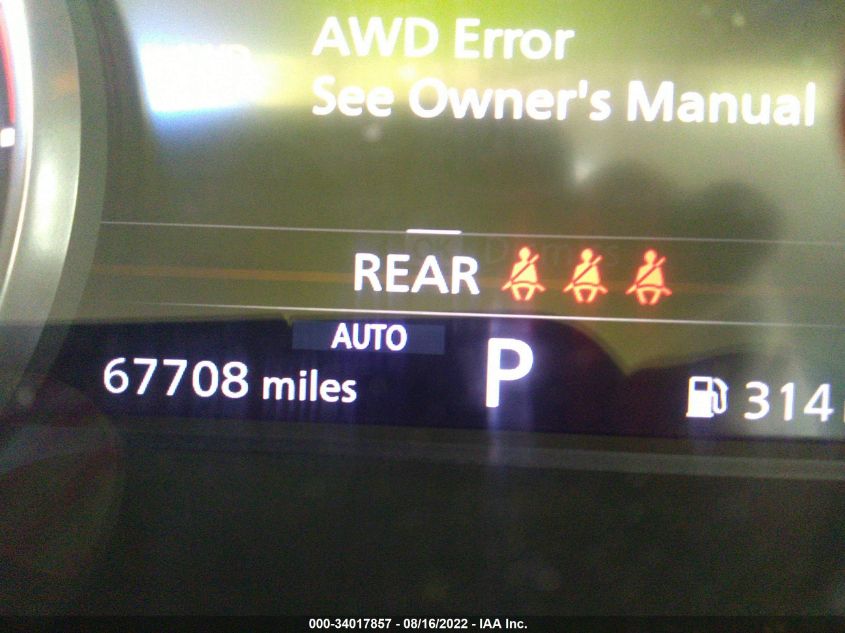 AWD Error
See Owner's Manual
REAR
AUTO
67708 miles
P
314
000-34017857 - 08/16/2022 - IAA Inc.